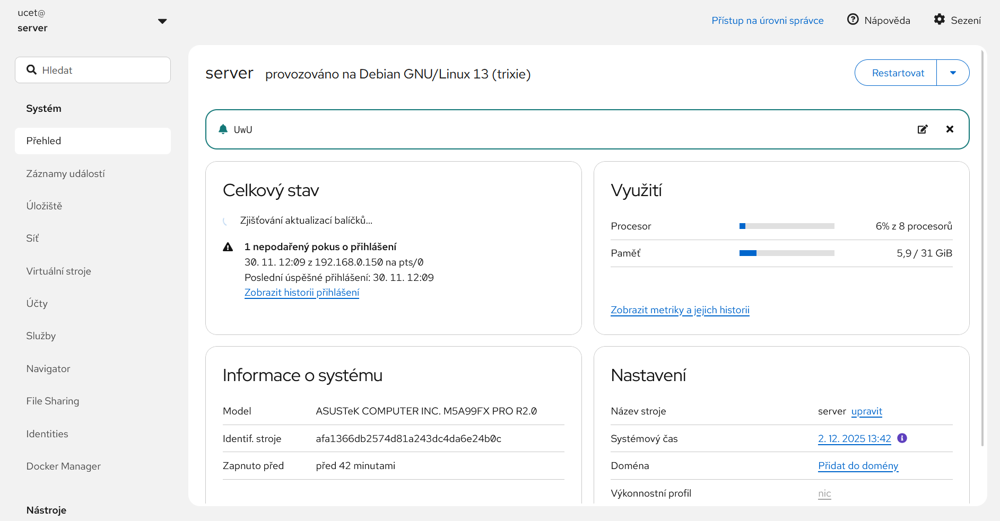 ucet@
server
Přístup na úrovni správce
Nápověda
Sezení
Hledat
Systém
Přehled
Záznamy událostí
Úložiště
Síť
Virtuální stroje
Účty
Služby
Navigator
File Sharing
Identities
Docker Manager
Nástroje
server provozováno na Debian GNU/Linux 13 (trixie)
Restartovat
UwU
Celkový stav
Zjišťování aktualizací balíčků...
1 nepodařený pokus o přihlášení
30. 11. 12:09 z 192.168.0.150 na pts/0
Poslední úspěšné přihlášení: 30. 11. 12:09
Zobrazit historii přihlášení
Využití
Procesor 6% z 8 procesorů
Paměť 5,9 / 31 GiB
Zobrazit metriky a jejich historii
Informace o systému
Model ASUSTeK COMPUTER INC. M5A99FX PRO R2.0
Identif. stroje afa1366db2574d81a243dc4da6e24b0c
Zapnuto před před 42 minutami
Nastavení
Název stroje server upravit
Systémový čas 2. 12. 2025 13:42
Doména Přidat do domény
Výkonnostní profil nic